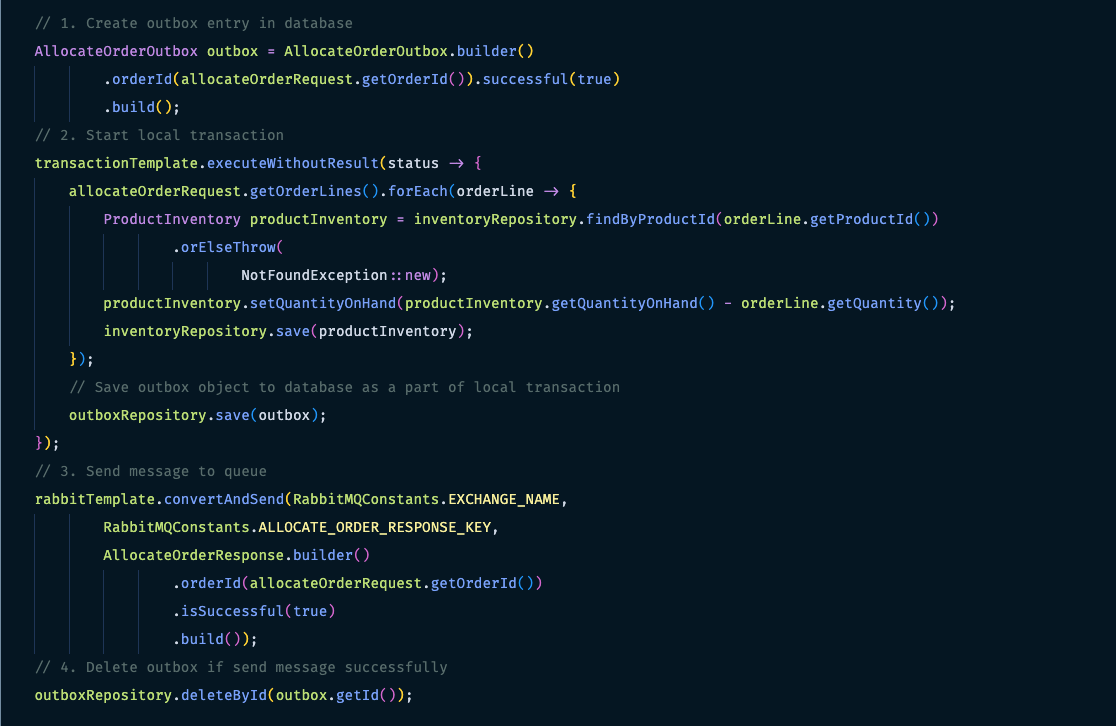 // 1. Create outbox entry in database
AllocateOrderOutbox outbox = AllocateOrderOutbox.builder()
.orderId(allocateOrderRequest.getOrderId()).successful(true)
.build();
// 2. Start local transaction
transactionTemplate.executeWithoutResult(status -> {
allocateOrderRequest.getOrderLines().forEach(orderLine -> {
ProductInventory productInventory = inventoryRepository.findByProductId(orderLine.getProductId())
.orElseThrow(
NotFoundException::new);
productInventory.setQuantityOnHand(productInventory.getQuantityOnHand() - orderLine.getQuantity());
inventoryRepository.save(productInventory);
});
// Save outbox object to database as a part of local transaction
outboxRepository.save(outbox);
});
// 3. Send message to queue
rabbitTemplate.convertAndSend(RabbitMQConstants.EXCHANGE_NAME,
RabbitMQConstants.ALLOCATE_ORDER_RESPONSE_KEY,
AllocateOrderResponse.builder()
.orderId(allocateOrderRequest.getOrderId())
.isSuccessful(true)
.build());
// 4. Delete outbox if send message successfully
outboxRepository.deleteById(outbox.getId());